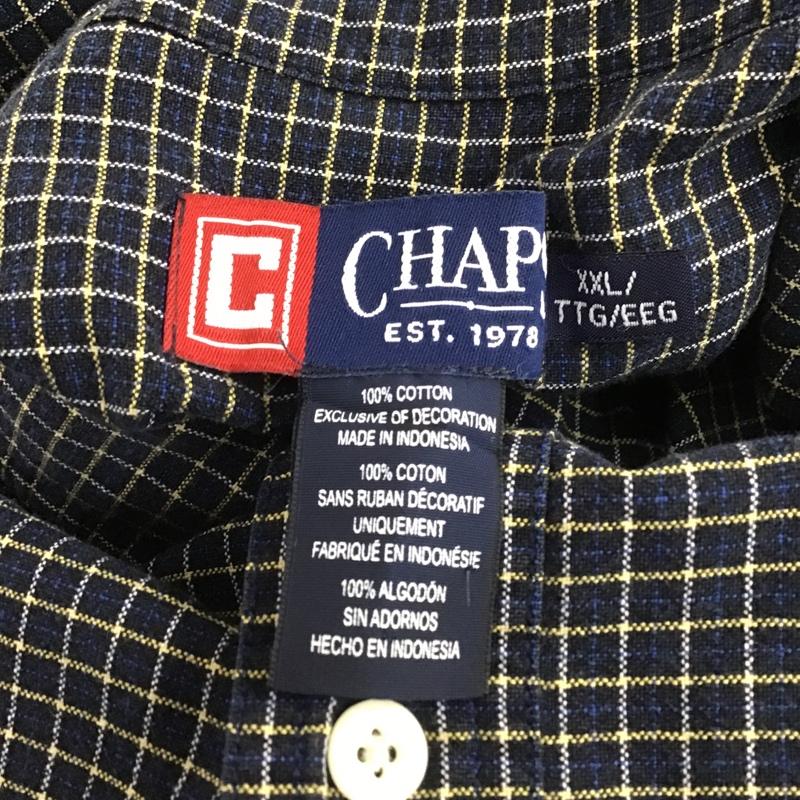 C
CHAP
EST. 1978
XXL/
TTG/EEG
100% COTTON
EXCLUSIVE OF DECORATION
MADE IN INDONESIA
100% COTON
SANS RUBAN DÉCORATIF
UNIQUEMENT
FABRIQUÉ EN INDONÉSIE
100% ALGODÓN
SIN ADORNOS
HECHO EN INDONESIA